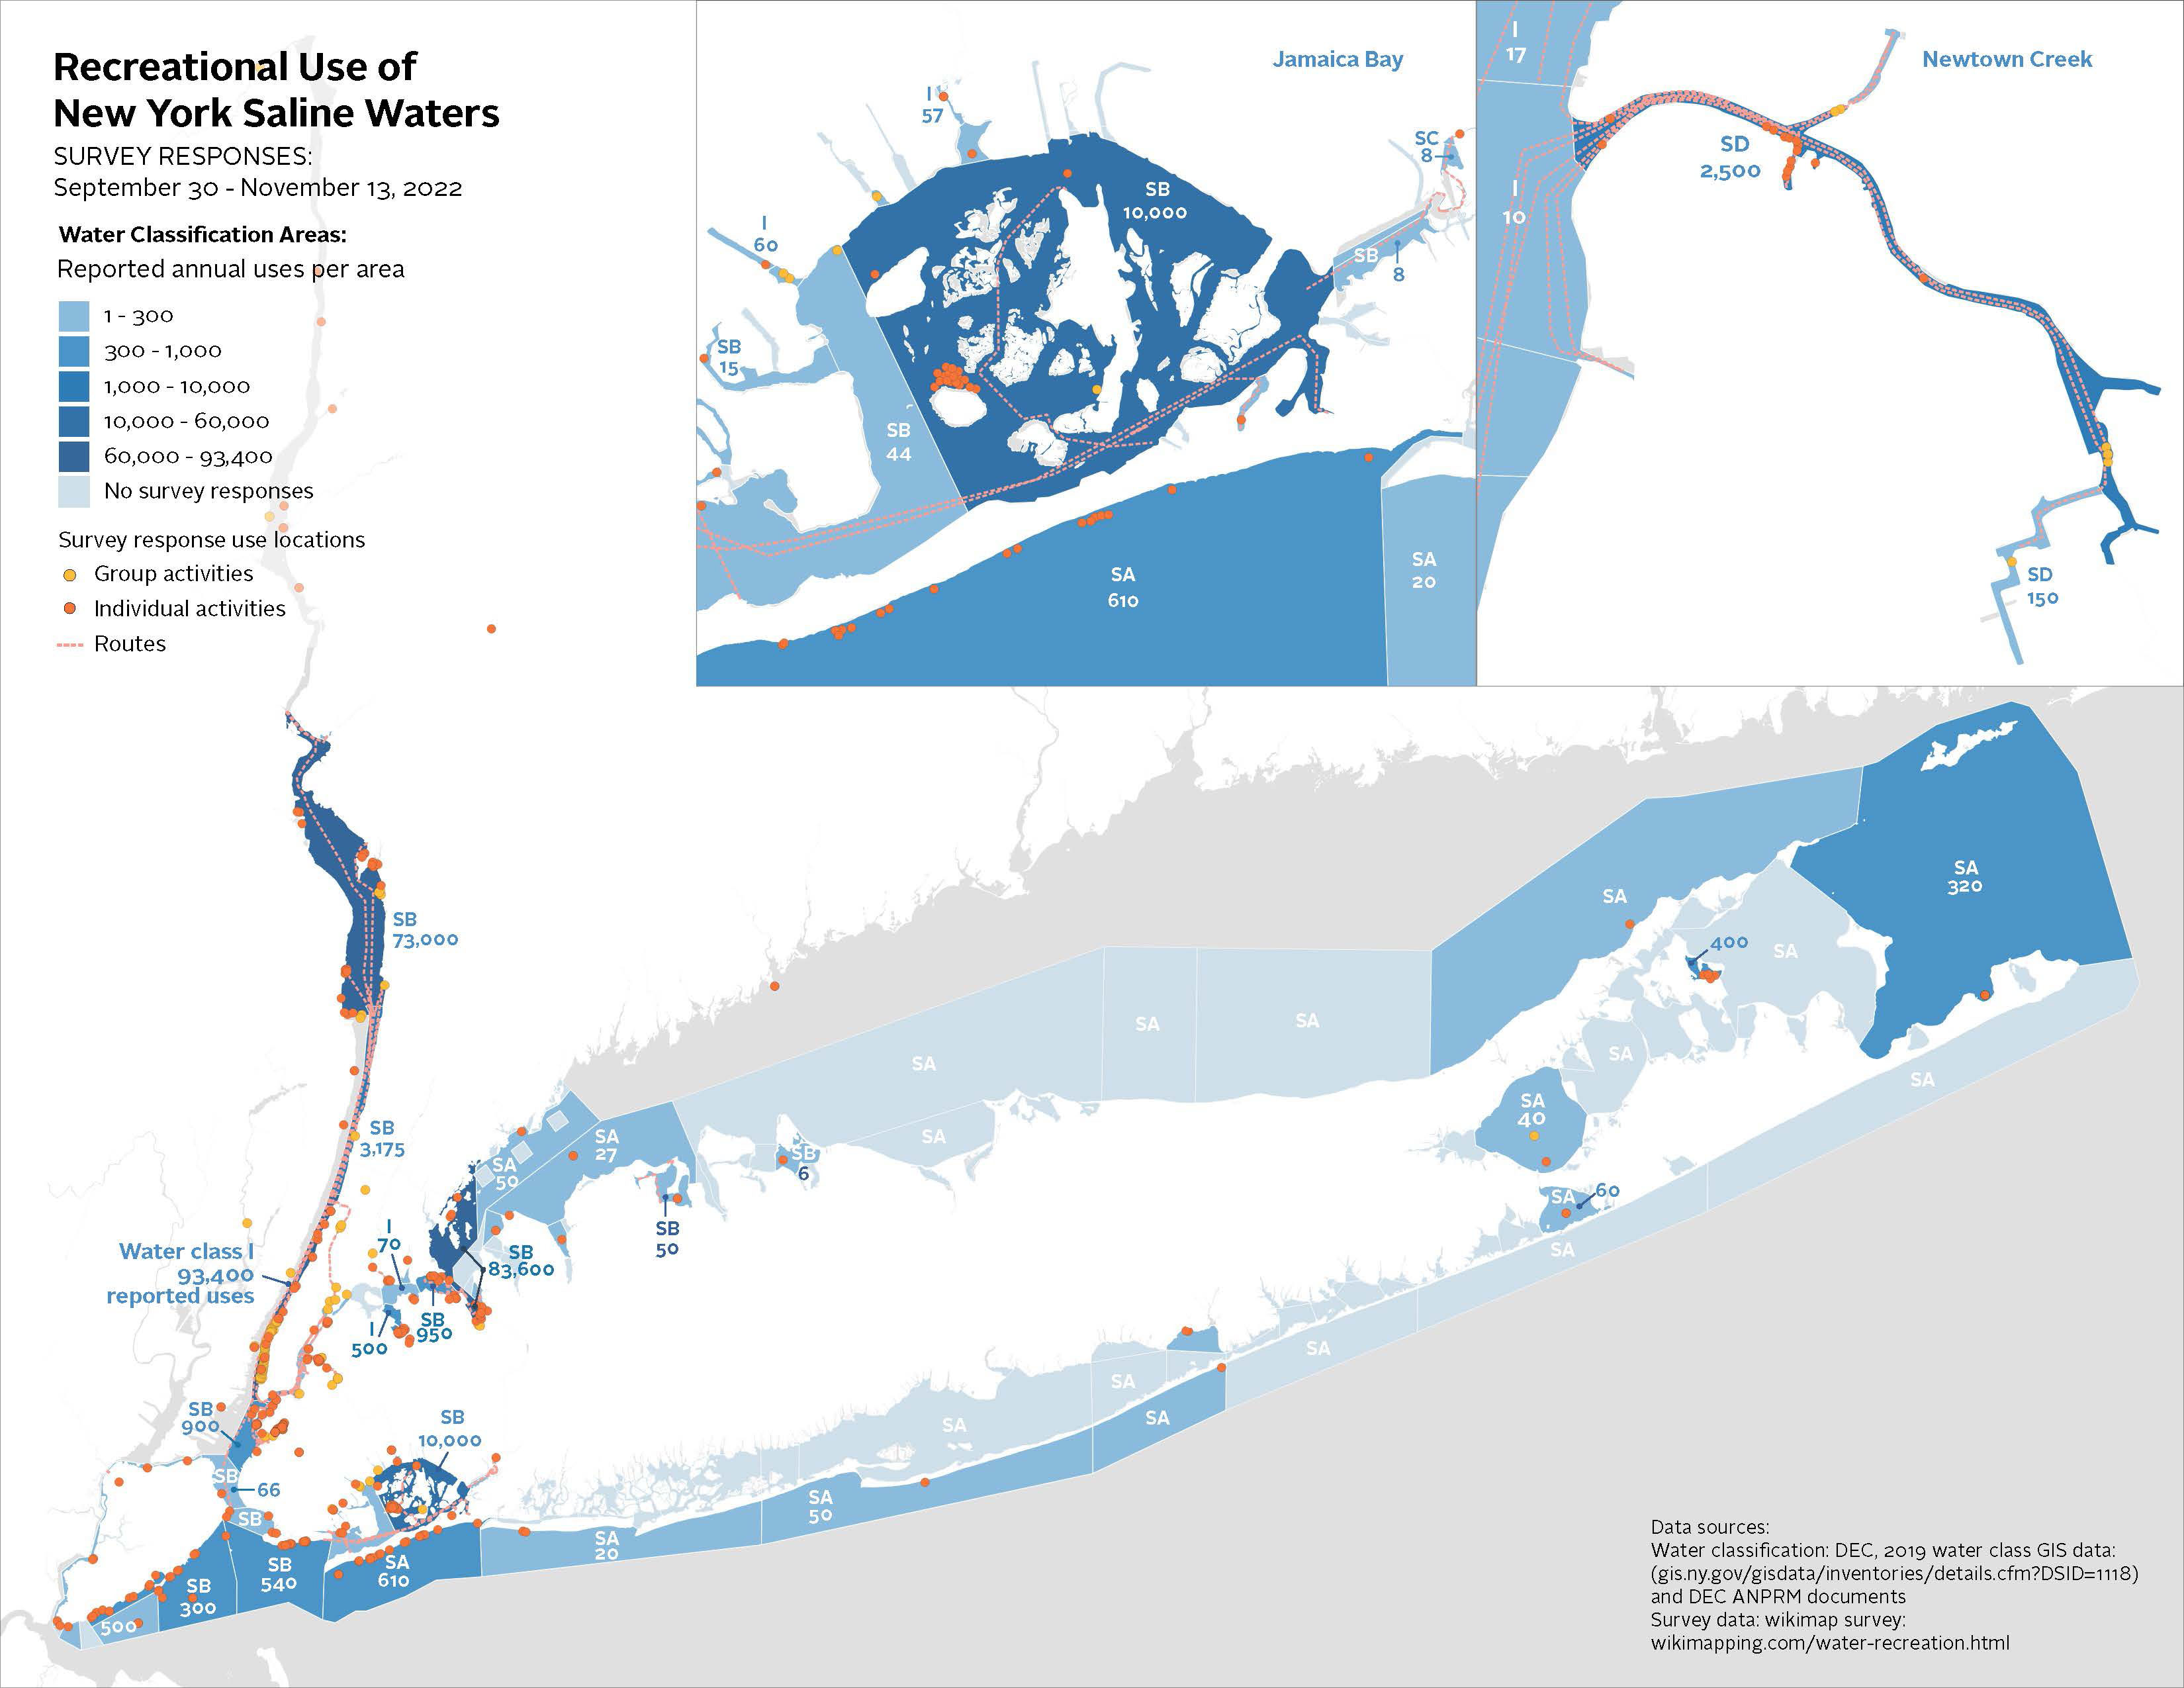 Recreational Use of
New York Saline Waters
SURVEY RESPONSES:
September 30 - November 13, 2022
Water Classification Areas:
Reported annual uses per area
1 - 300
300 - 1,000
1,000 - 10,000
10,000 - 60,000
60,000 - 93,400
No survey responses
Survey response use locations
Group activities
Individual activities
Routes
Jamaica Bay
I
57
I
60
SB
15
SB
44
SB
10,000
SC
8
SB
8
SA
610
SA
20
Newtown Creek
I
17
I
10
SD
2,500
SD
150
SB
73,000
SB
3,175
Water class I
93,400
reported uses
I
70
I
500
SB
950
SB
83,600
SA
50
SA
27
SB
50
SB
6
SA
SA
SA
SA
SA
SA
320
400
SA
SA
SA
SA
40
SA
60
SA
SA
SA
SA
SA
SB
900
SB
66
SB
SB
10,000
500
SB
300
SB
540
SA
610
SA
20
SA
50
Data sources:
Water classification: DEC, 2019 water class GIS data:
(gis.ny.gov/gisdata/inventories/details.cfm?DSID=1118)
and DEC ANPRM documents
Survey data: wikimap survey:
wikimapping.com/water-recreation.html